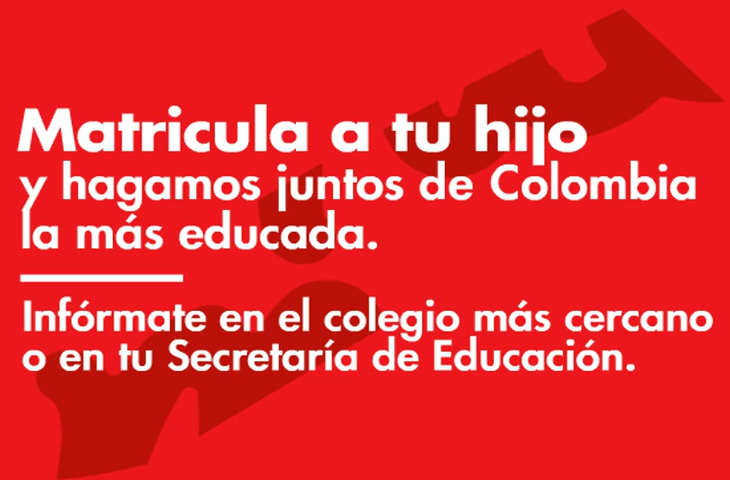 Matricula a tu hijo
y hagamos juntos de Colombia
la más educada.
Infórmate en el colegio más cercano
o en tu Secretaría de Educación.